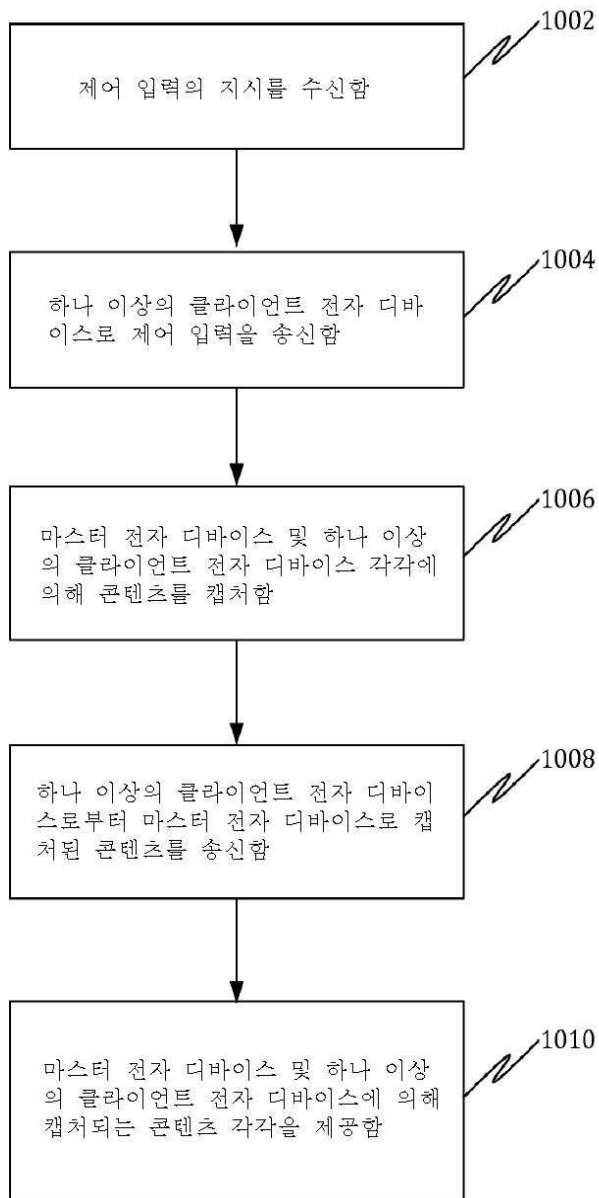 1002
제어 입력의 지시를 수신함
1004
하나 이상의 클라이언트 전자 디바
이스로 제어 입력을 송신함
1006
마스터 전자 디바이스 및 하나 이상
의 클라이언트 전자 디바이스 각각에
의해 콘텐츠를 캡처함
1008
하나 이상의 클라이언트 전자 디바이
스로부터 마스터 전자 디바이스로 캡
처된 콘텐츠를 송신함
1010
마스터 전자 디바이스 및 하나 이상
의 클라이언트 전자 디바이스에 의해
캡처되는 콘텐츠 각각을 제공함